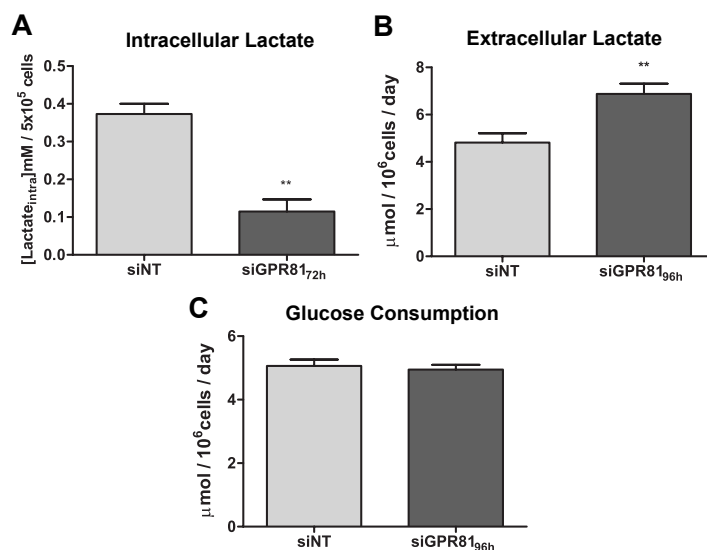 A
Intracellular Lactate
[Lactate_intra]mM / 5x10⁵ cells
0.5
0.4
0.3
0.2
0.1
0.0
**
siNT
siGPR81₇₂ₕ
B
Extracellular Lactate
μmol / 10⁶cells / day
8
6
4
2
0
**
siNT
siGPR81₉₆ₕ
C
Glucose Consumption
μmol / 10⁶cells / day
6
4
2
0
siNT
siGPR81₉₆ₕ